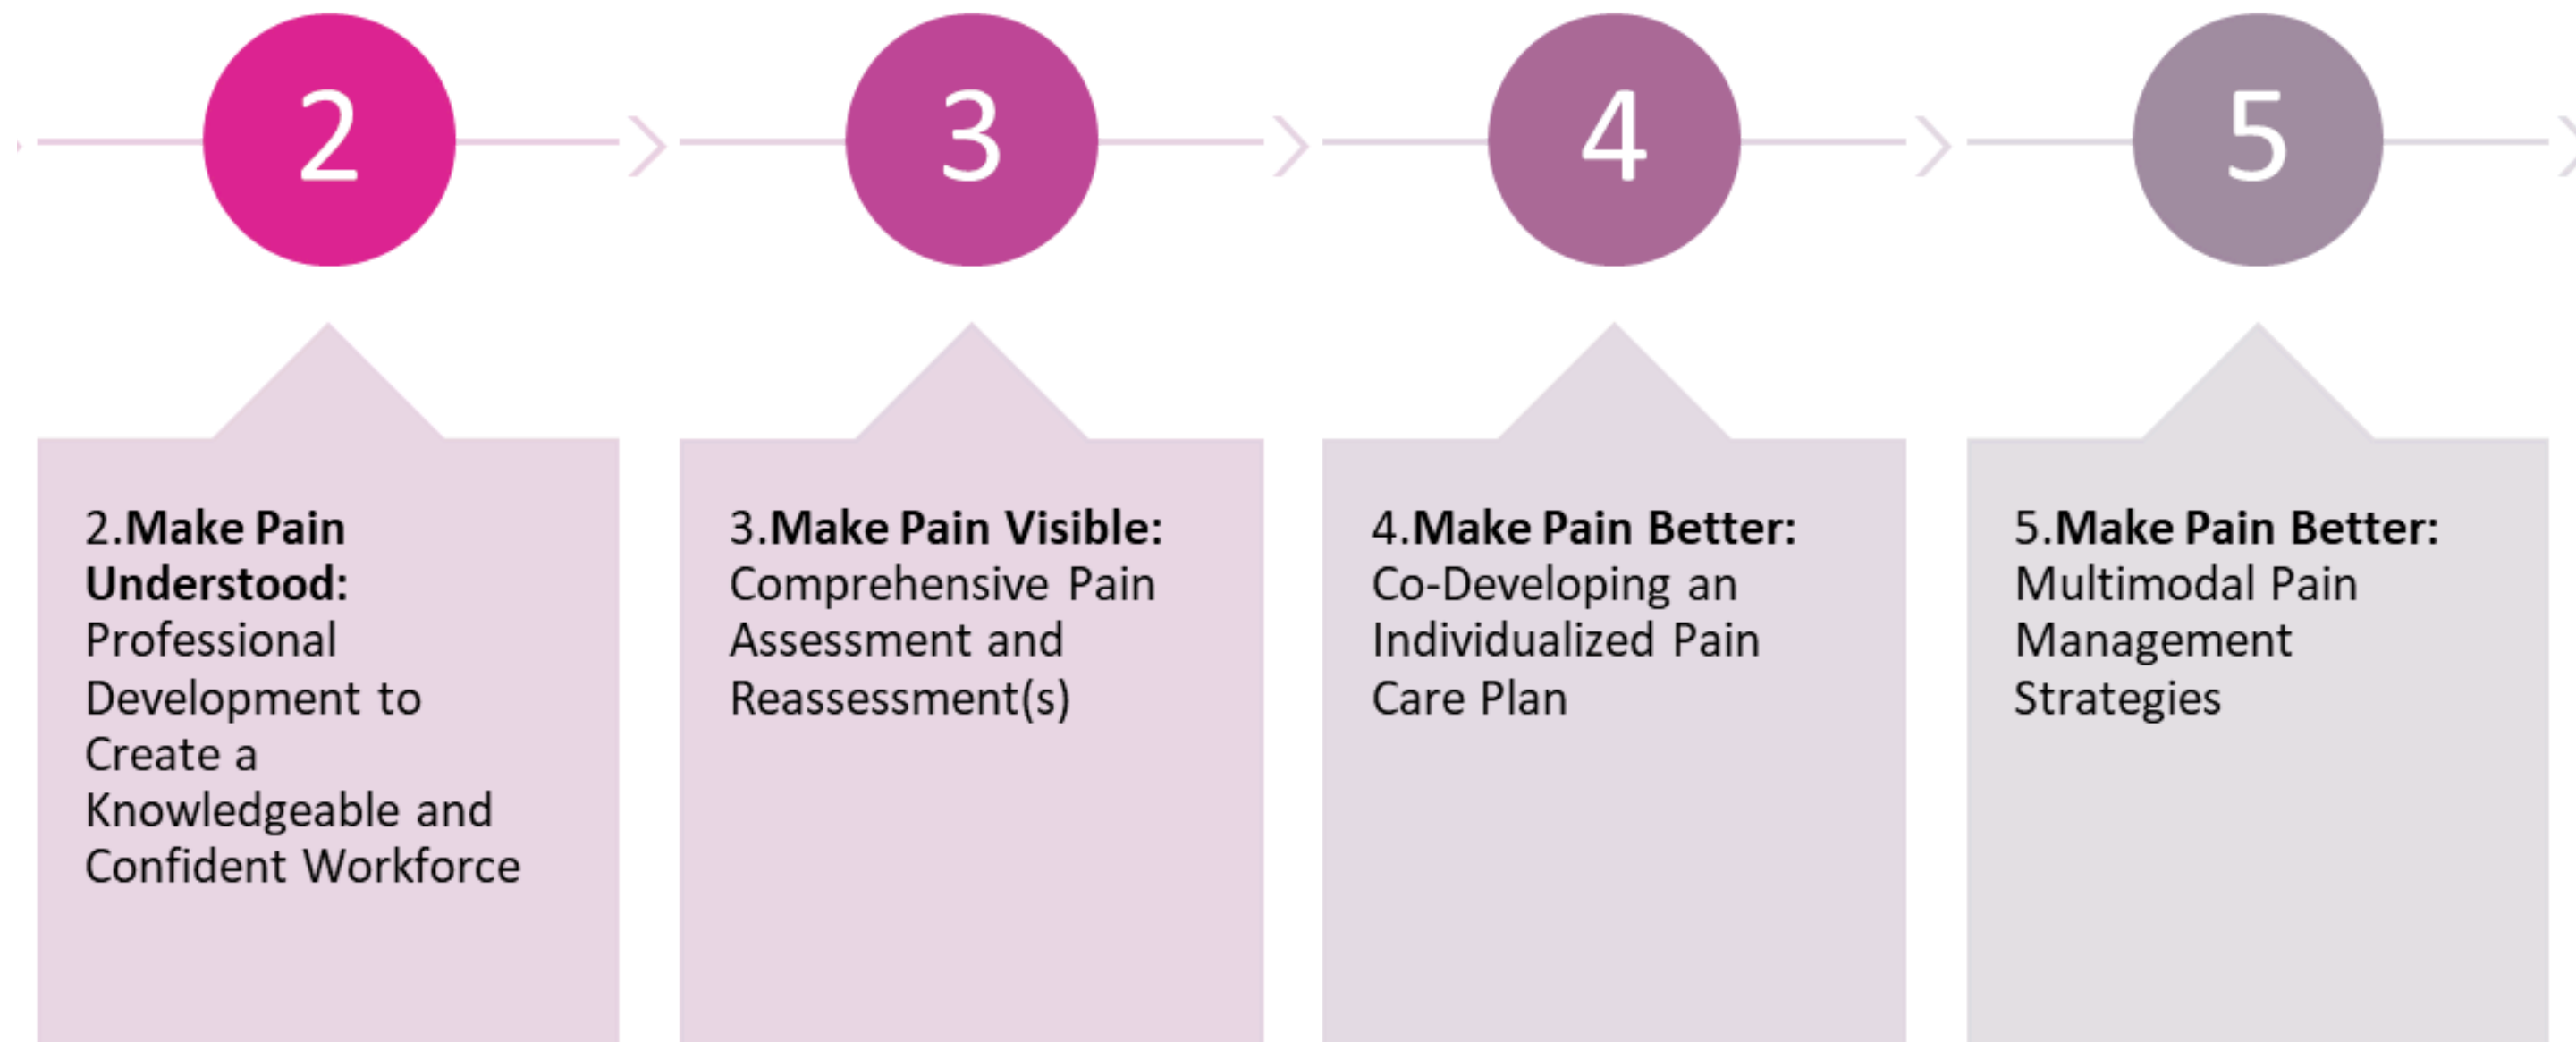 2
3
4
5
2.Make Pain
Understood:
Professional
Development to
Create a
Knowledgeable and
Confident Workforce
3.Make Pain Visible:
Comprehensive Pain
Assessment and
Reassessment(s)
4.Make Pain Better:
Co-Developing an
Individualized Pain
Care Plan
5.Make Pain Better:
Multimodal Pain
Management
Strategies